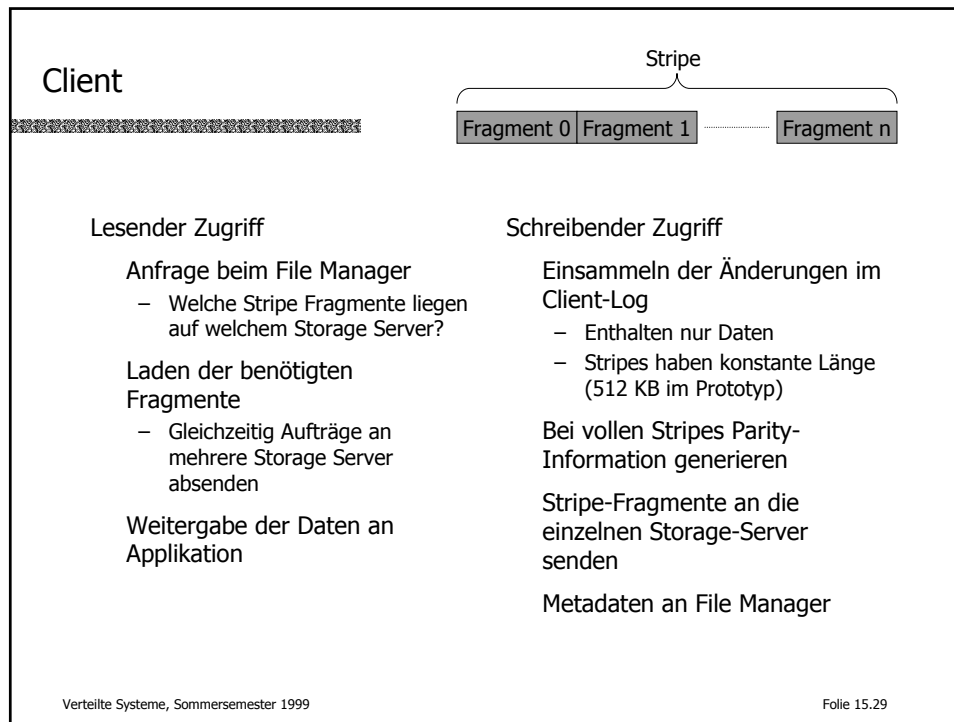 Client
Stripe
Fragment 0 Fragment 1 Fragment n
Lesender Zugriff
Anfrage beim File Manager
– Welche Stripe Fragmente liegen
auf welchem Storage Server?
Laden der benötigten
Fragmente
– Gleichzeitig Aufträge an
mehrere Storage Server
absenden
Weitergabe der Daten an
Applikation
Schreibender Zugriff
Einsammeln der Änderungen im
Client-Log
– Enthalten nur Daten
– Stripes haben konstante Länge
(512 KB im Prototyp)
Bei vollen Stripes Parity-
Information generieren
Stripe-Fragmente an die
einzelnen Storage-Server
senden
Metadaten an File Manager
Verteilte Systeme, Sommersemester 1999
Folie 15.29